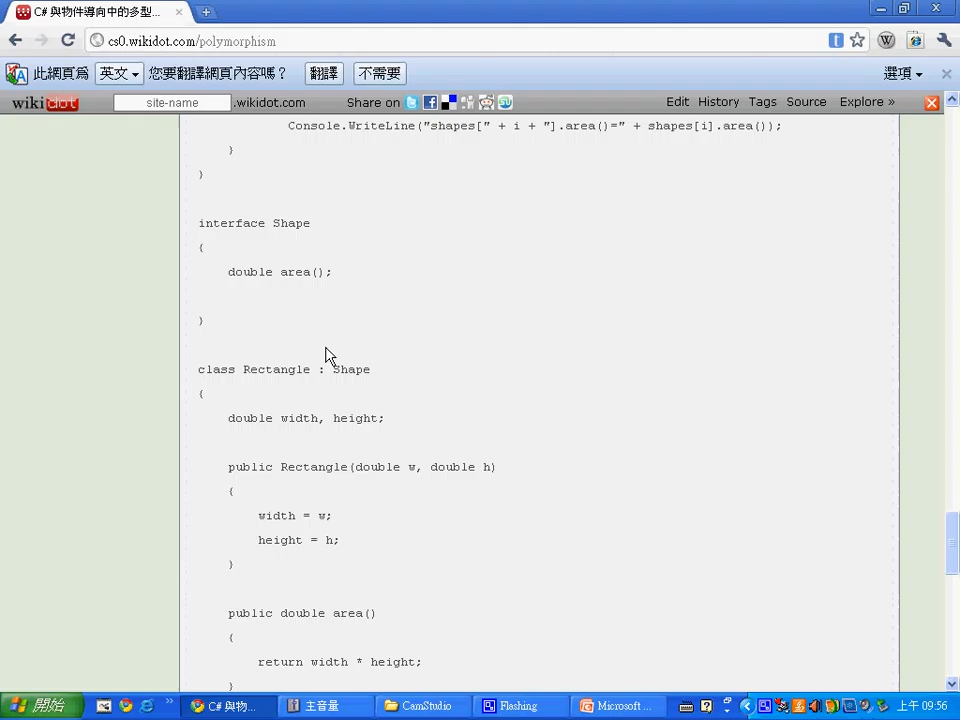 C# 與物件導向中的多型...
cs0.wikidot.com/polymorphism
此網頁爲 英文 您要翻譯網頁內容嗎？ 翻譯 不需要 選項
wikidot site-name .wikidot.com Share on Edit History Tags Source Explore »
Console.WriteLine("shapes[" + i + "].area()=" + shapes[i].area());
}
}
interface Shape
{
double area();
}
class Rectangle : Shape
{
double width, height;
public Rectangle(double w, double h)
{
width = w;
height = h;
}
public double area()
{
return width * height;
}
開始 C# 與物... 主音量 CamStudio Flashing Microsoft ... 上午 09:56